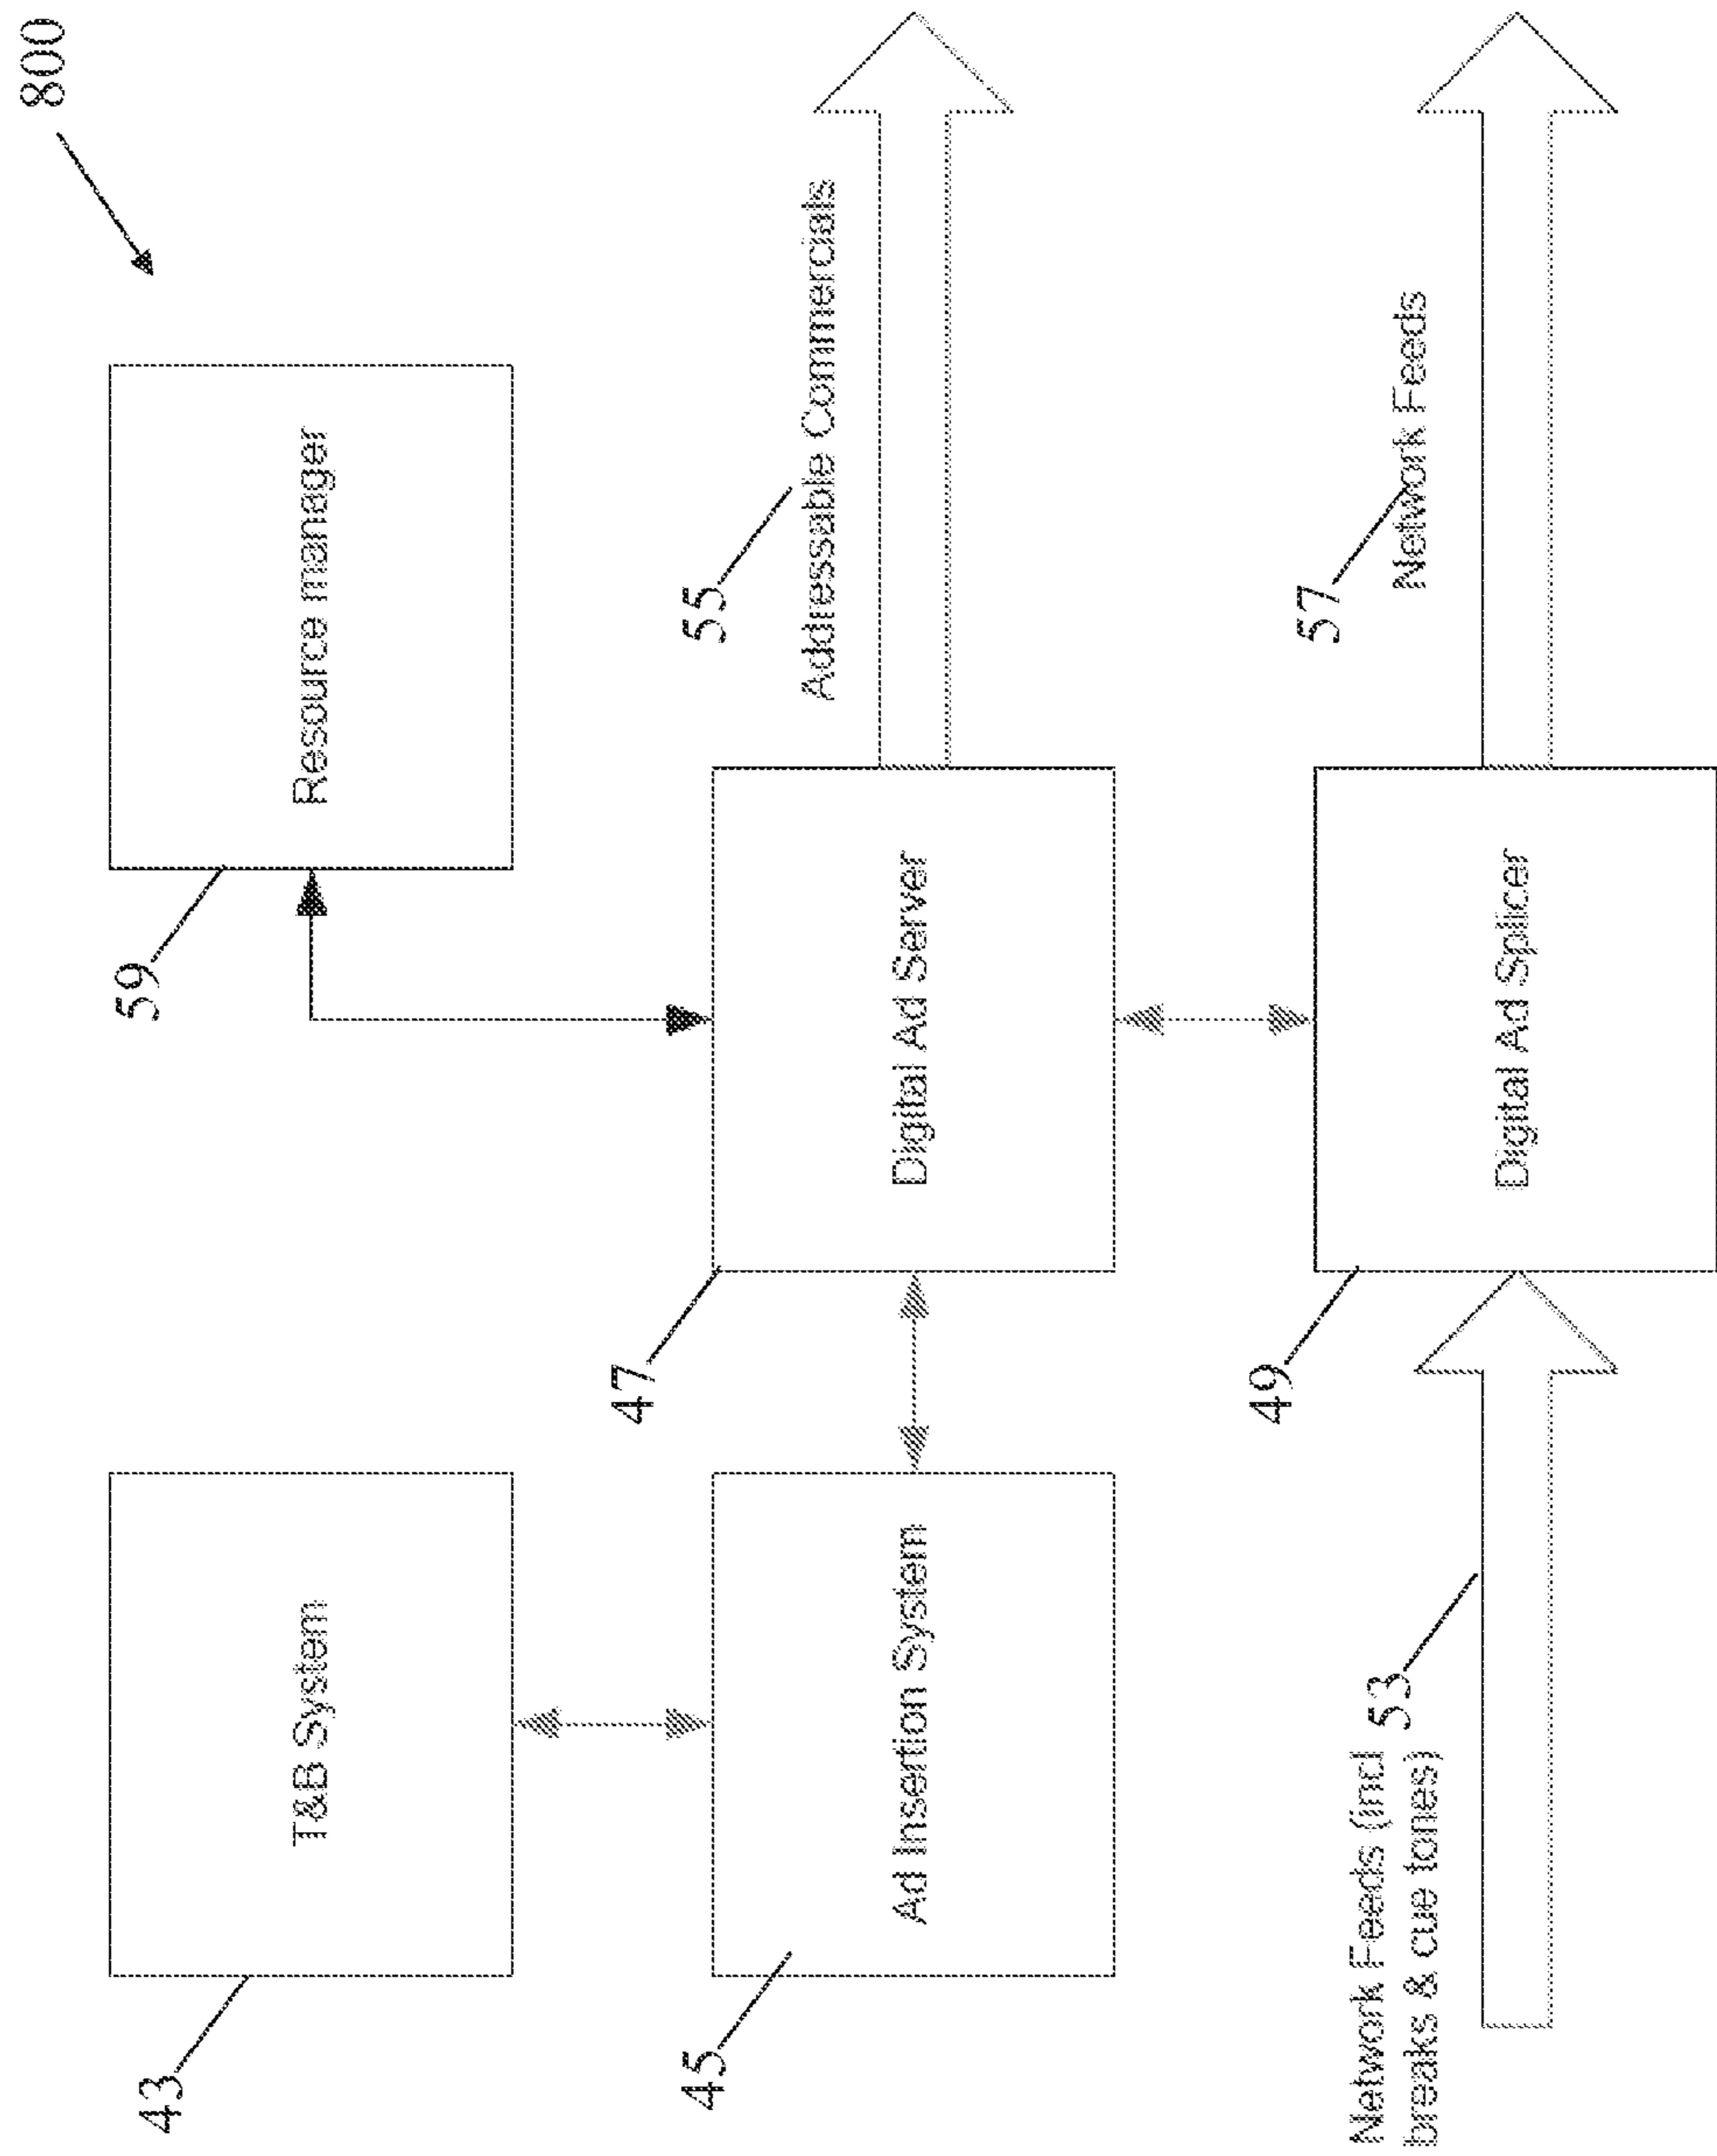 800
43
T&B System
59
Resource manager
45
Ad Insertion System
47
Digital Ad Server
55
Addressable Commercials
Network Feeds (incl
breaks & cue tones)
53
49
Digital Ad Splicer
57
Network Feeds